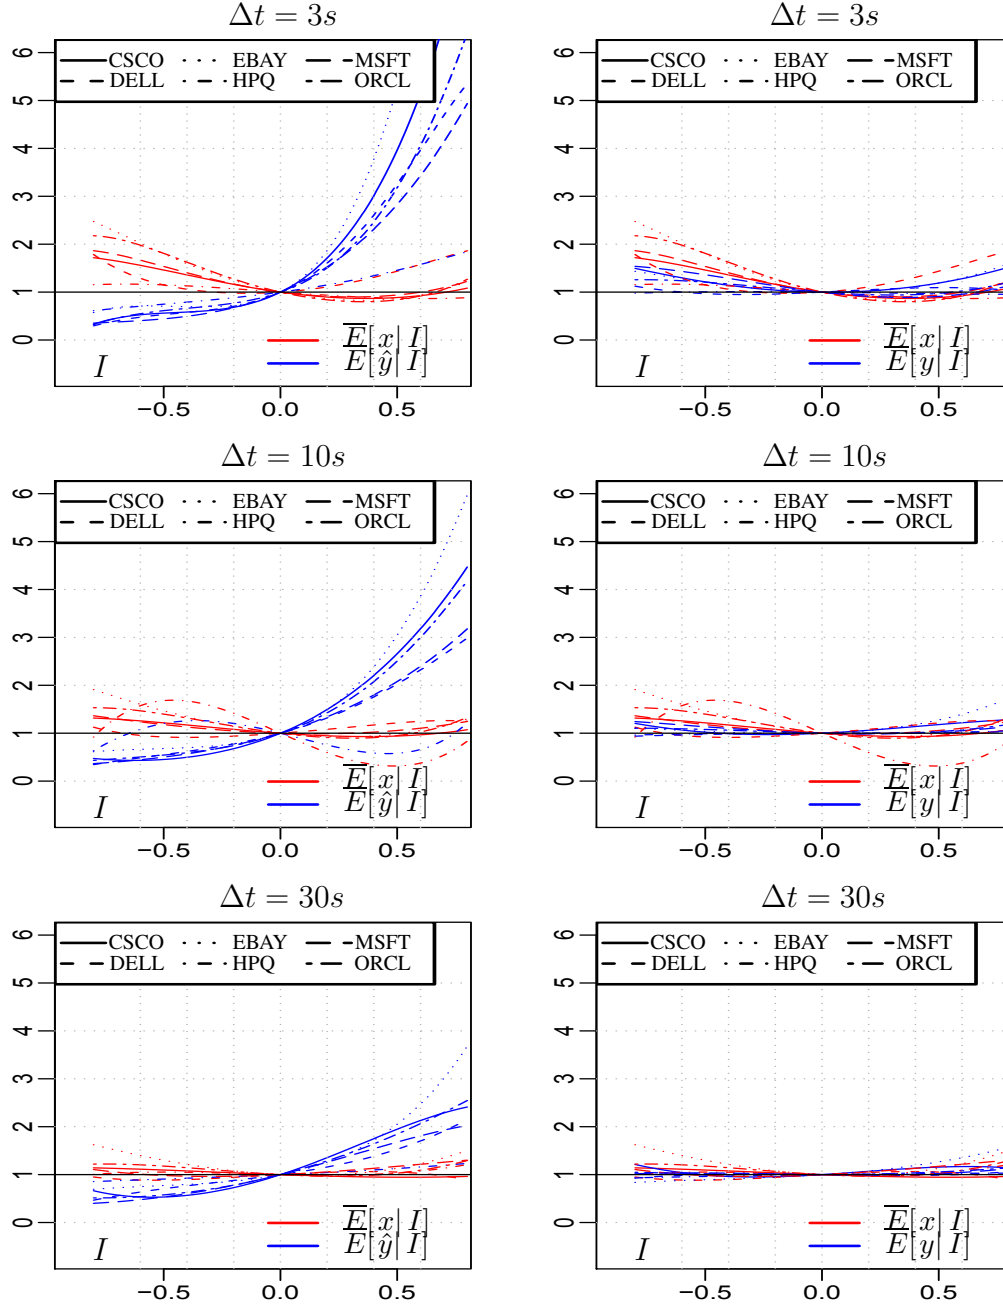 Δt = 3s
CSCO EBAY MSFT
DELL HPQ ORCL
6
5
4
3
2
1
0
E̅[x| I]
E̅[ŷ| I]
I
−0.5 0.0 0.5
Δt = 3s
CSCO EBAY MSFT
DELL HPQ ORCL
6
5
4
3
2
1
0
E̅[x| I]
E̅[y| I]
I
−0.5 0.0 0.5
Δt = 10s
CSCO EBAY MSFT
DELL HPQ ORCL
6
5
4
3
2
1
0
E̅[x| I]
E̅[ŷ| I]
I
−0.5 0.0 0.5
Δt = 10s
CSCO EBAY MSFT
DELL HPQ ORCL
6
5
4
3
2
1
0
E̅[x| I]
E̅[y| I]
I
−0.5 0.0 0.5
Δt = 30s
CSCO EBAY MSFT
DELL HPQ ORCL
6
5
4
3
2
1
0
E̅[x| I]
E̅[ŷ| I]
I
−0.5 0.0 0.5
Δt = 30s
CSCO EBAY MSFT
DELL HPQ ORCL
6
5
4
3
2
1
0
E̅[x| I]
E̅[y| I]
I
−0.5 0.0 0.5